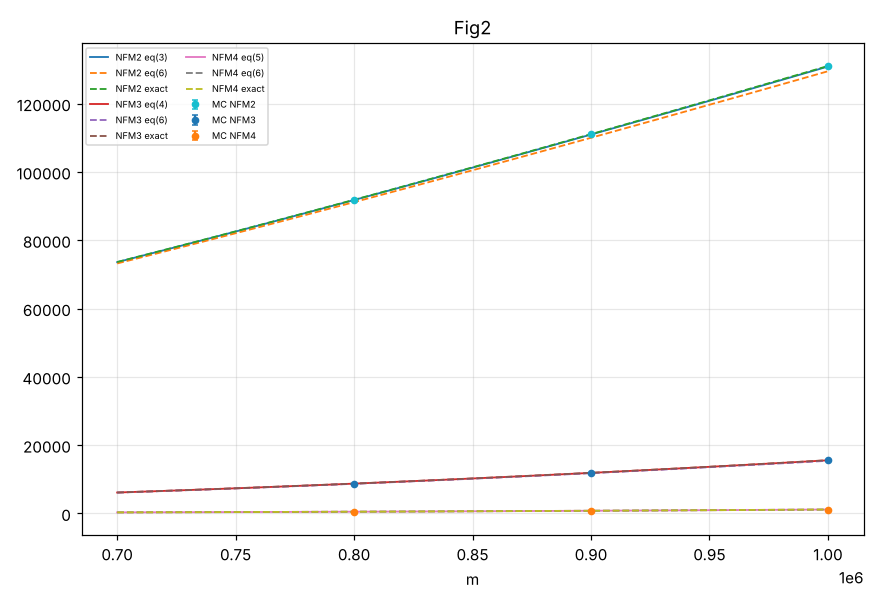 Fig2
NFM2 eq(3)
NFM2 eq(6)
NFM2 exact
NFM3 eq(4)
NFM3 eq(6)
NFM3 exact
NFM4 eq(5)
NFM4 eq(6)
NFM4 exact
MC NFM2
MC NFM3
MC NFM4
120000
100000
80000
60000
40000
20000
0
0.70 0.75 0.80 0.85 0.90 0.95 1.00
1e6
m